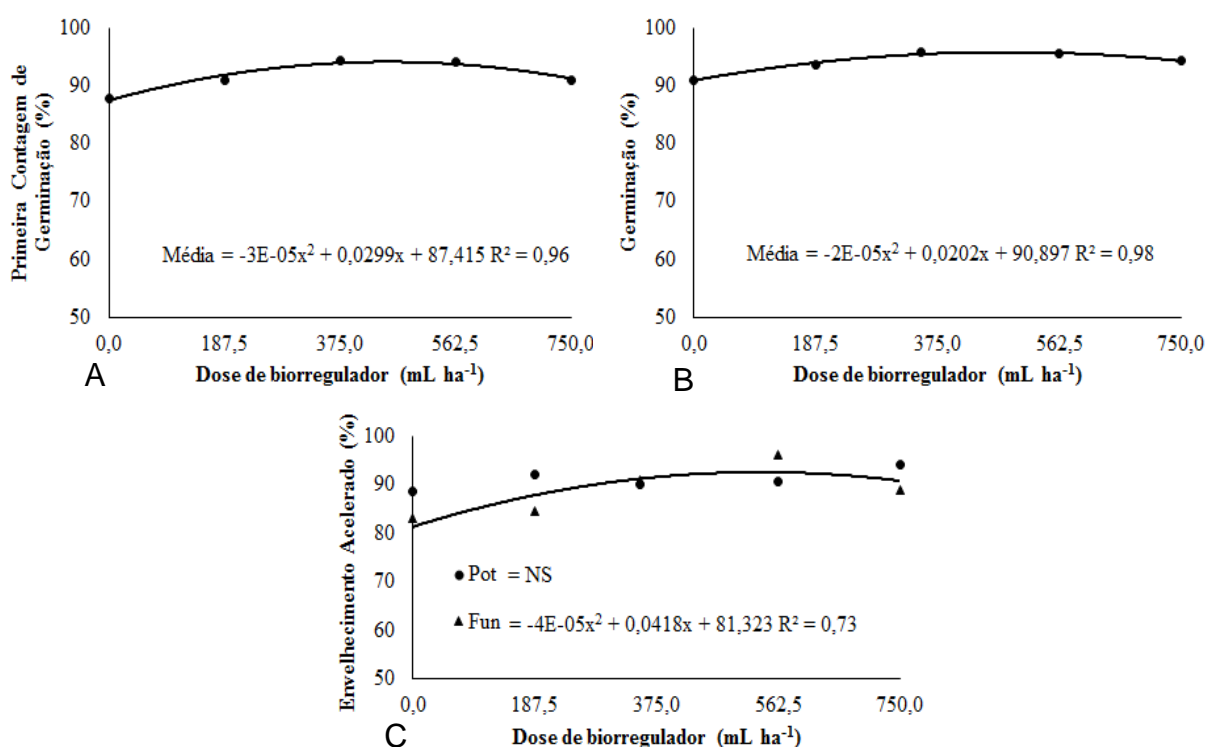 Primeira Contagem de
Germinação (%)
100
90
80
70
60
50
Média = -3E-05x² + 0,0299x + 87,415 R² = 0,96
0,0 187,5 375,0 562,5 750,0
A
Dose de biorregulador (mL ha⁻¹)
Germinação (%)
100
90
80
70
60
50
Média = -2E-05x² + 0,0202x + 90,897 R² = 0,98
0,0 187,5 375,0 562,5 750,0
B
Dose de biorregulador (mL ha⁻¹)
Envelhecimento Acelerado (%)
100
90
80
70
60
50
Pot = NS
Fun = -4E-05x² + 0,0418x + 81,323 R² = 0,73
0,0 187,5 375,0 562,5 750,0
C
Dose de biorregulador (mL ha⁻¹)